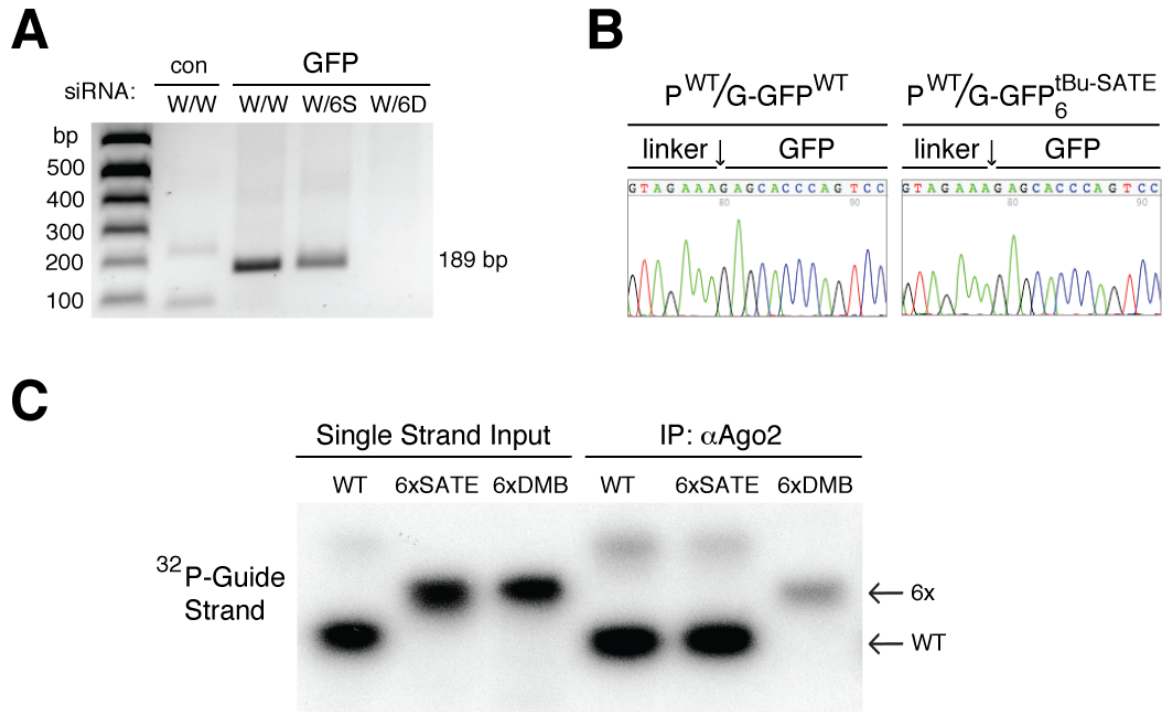 A
con GFP
siRNA: W/W W/W W/6S W/6D
bp
500
400
300
200
100
189 bp
B
P^WT/G-GFP^WT P^WT/G-GFP6^tBu-SATE
linker ↓ GFP linker ↓ GFP
GTAGAAAGAGCACCCAGTCC GTAGAAAGAGCACCCAGTCC
80 90 80 90
C
Single Strand Input IP: αAgo2
WT 6xSATE 6xDMB WT 6xSATE 6xDMB
32P-Guide
Strand
← 6x
← WT